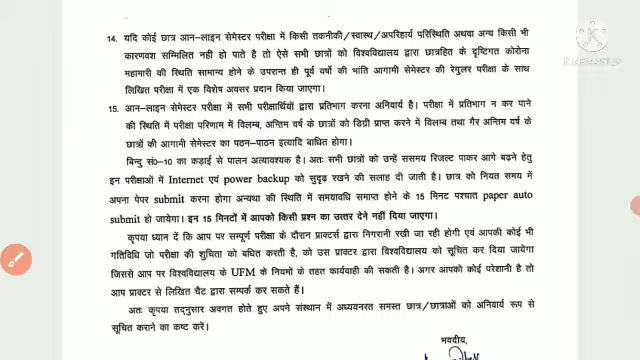 14. यदि कोई छात्र आन-लाइन सेमेस्टर परीक्षा में किसी तकनीकी/स्वास्थ/अपरिहार्य परिस्थिति अथवा अन्य किसी भी
कारणवश सम्मिलित नहीं हो पाते है तो ऐसे सभी छात्रों को विश्वविद्यालय द्वारा छात्रहित के दृष्टिगत कोरोना
महामारी की स्थिति सामान्य होने के उपरान्त ही पूर्व वर्षो की भांति आगामी सेमेस्टर की रेगुलर परीक्षा के साथ
लिखित परीक्षा में एक विशेष अवसर प्रदान किया जाएगा।
15. आन-लाइन सेमेस्टर परीक्षा में सभी परीक्षार्थियों द्वारा प्रतिभाग करना अनिवार्य है। परीक्षा में प्रतिभाग न कर पाने
की स्थिति में परीक्षा परिणाम में विलम्ब, अन्तिम वर्ष के छात्रों को डिग्री प्राप्त करने में विलम्ब तथा गैर अन्तिम वर्ष के
छात्रों की आगामी सेमेस्टर का पठन-पाठन इत्यादि बाधित होगा।
बिन्दु सं0-10 का कड़ाई से पालन अत्यावश्यक है। अतः सभी छात्रों को उन्हें ससमय रिजल्ट पाकर आगे बढ़ने हेतु
इन परीक्षाओं में Internet एवं power backup को सुदृढ़ रखने की सलाह दी जाती है। छात्र को नियत समय में
अपना पेपर submit करना होगा अन्यथा की स्थिति में समयावधि समाप्त होने के 15 मिनट पश्चात paper auto
submit हो जायेगा। इन 15 मिनटों में आपको किसी प्रश्न का उत्तर देने नहीं दिया जाएगा।
कृपया ध्यान दें कि आप पर सम्पूर्ण परीक्षा के दौरान प्राक्टर्स द्वारा निगरानी रखी जा रही होगी एवं आपकी कोई भी
गतिविधि जो परीक्षा की शुचिता को बधित करती है, को उस प्राक्टर द्वारा विश्वविद्यालय को सूचित कर दिया जायेगा
जिससे आप पर विश्वविद्यालय के UFM के नियमों के तहत कार्यवाही की सकती है। अगर आपको कोई परेशानी है तो
आप प्राक्टर से लिखित चैट द्वारा सम्पर्क कर सकते हैं।
अतः कृपया तद्नुसार अवगत होते हुए अपने संस्थान में अध्ययनरत समस्त छात्र/छात्राओं को अनिवार्य रूप से
सूचित कराने का कष्ट करें।
भवदीय,
KINEMASTER